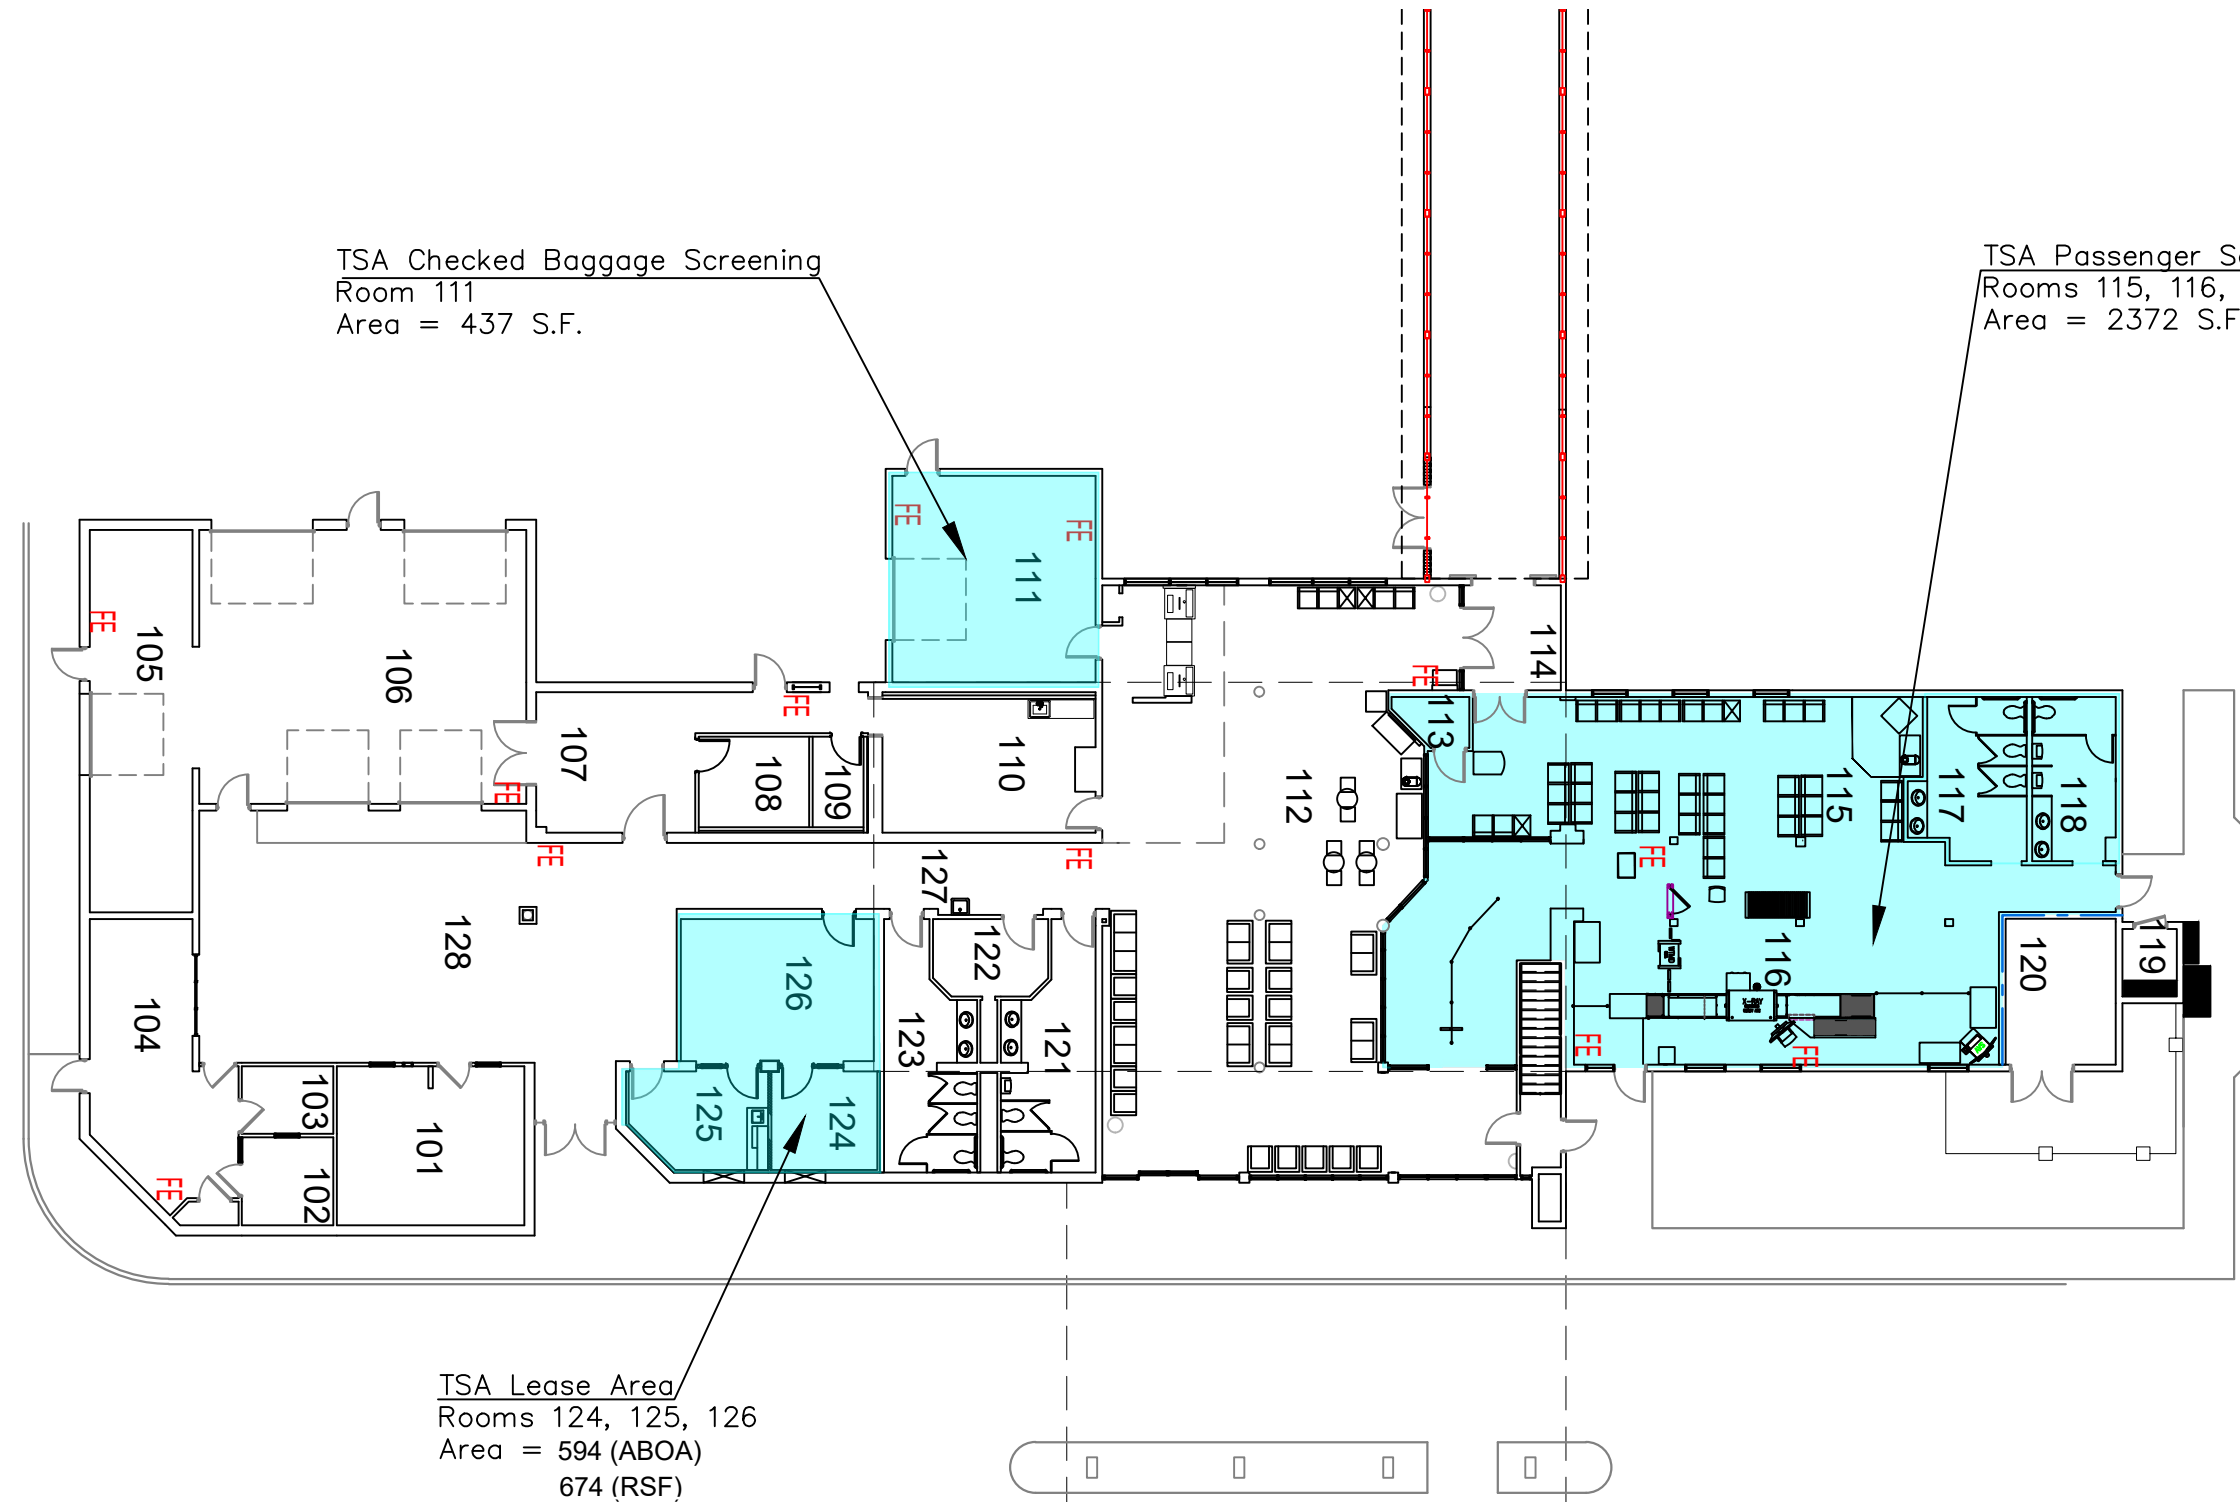 TSA Checked Baggage Screening
Room 111
Area = 437 S.F.
TSA Passenger
Rooms 115, 116,
Area = 2372 S.F
FE
FE
111
FE
105
106
FE
107
FE
108
109
110
FE
113
114
112
115
117
118
FE
FE
127
FE
128
126
122
123
121
116
X-RAY
120
119
FE
FE
104
103
101
102
FE
125
124
TSA Lease Area
Rooms 124, 125, 126
Area = 594 (ABOA)
674 (RSF)